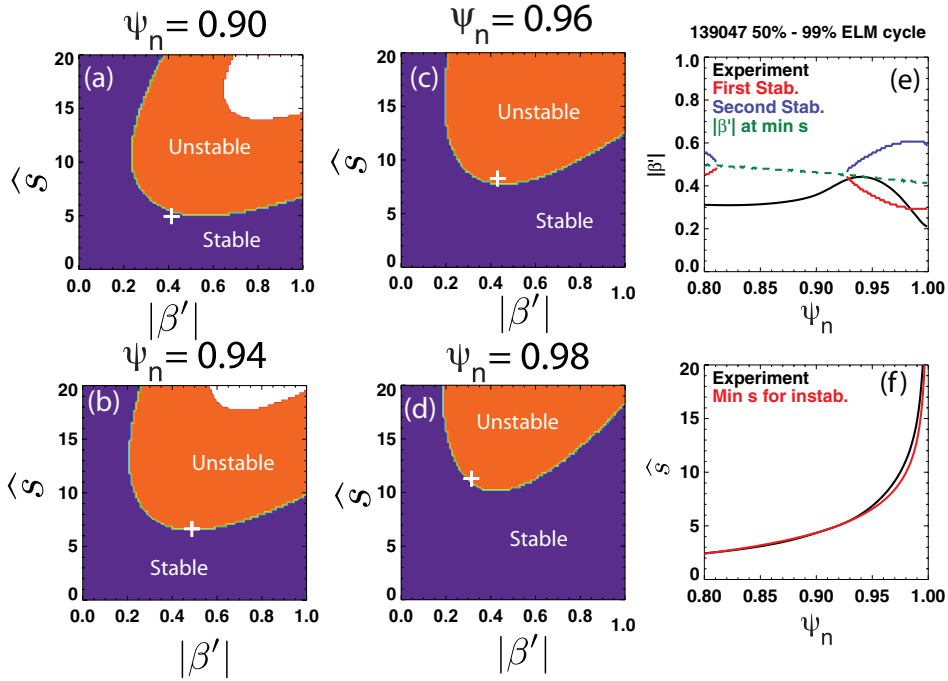 ψn = 0.90
(a)
Unstable
Stable
20
15
10
5
0
ŝ
0.0 0.2 0.4 0.6 0.8 1.0
|β'|
ψn = 0.96
(c)
Unstable
Stable
20
15
10
5
0
ŝ
0.0 0.2 0.4 0.6 0.8 1.0
|β'|
139047 50% - 99% ELM cycle
Experiment (e)
First Stab.
Second Stab.
|β'| at min s
1.0
0.8
0.6
0.4
0.2
0.0
|β'|
0.80 0.85 0.90 0.95 1.00
ψn
ψn = 0.94
(b)
Unstable
Stable
20
15
10
5
0
ŝ
0.0 0.2 0.4 0.6 0.8 1.0
|β'|
ψn = 0.98
(d)
Unstable
Stable
20
15
10
5
0
ŝ
0.0 0.2 0.4 0.6 0.8 1.0
|β'|
Experiment (f)
Min s for instab.
20
15
10
5
0
ŝ
0.80 0.85 0.90 0.95 1.00
ψn